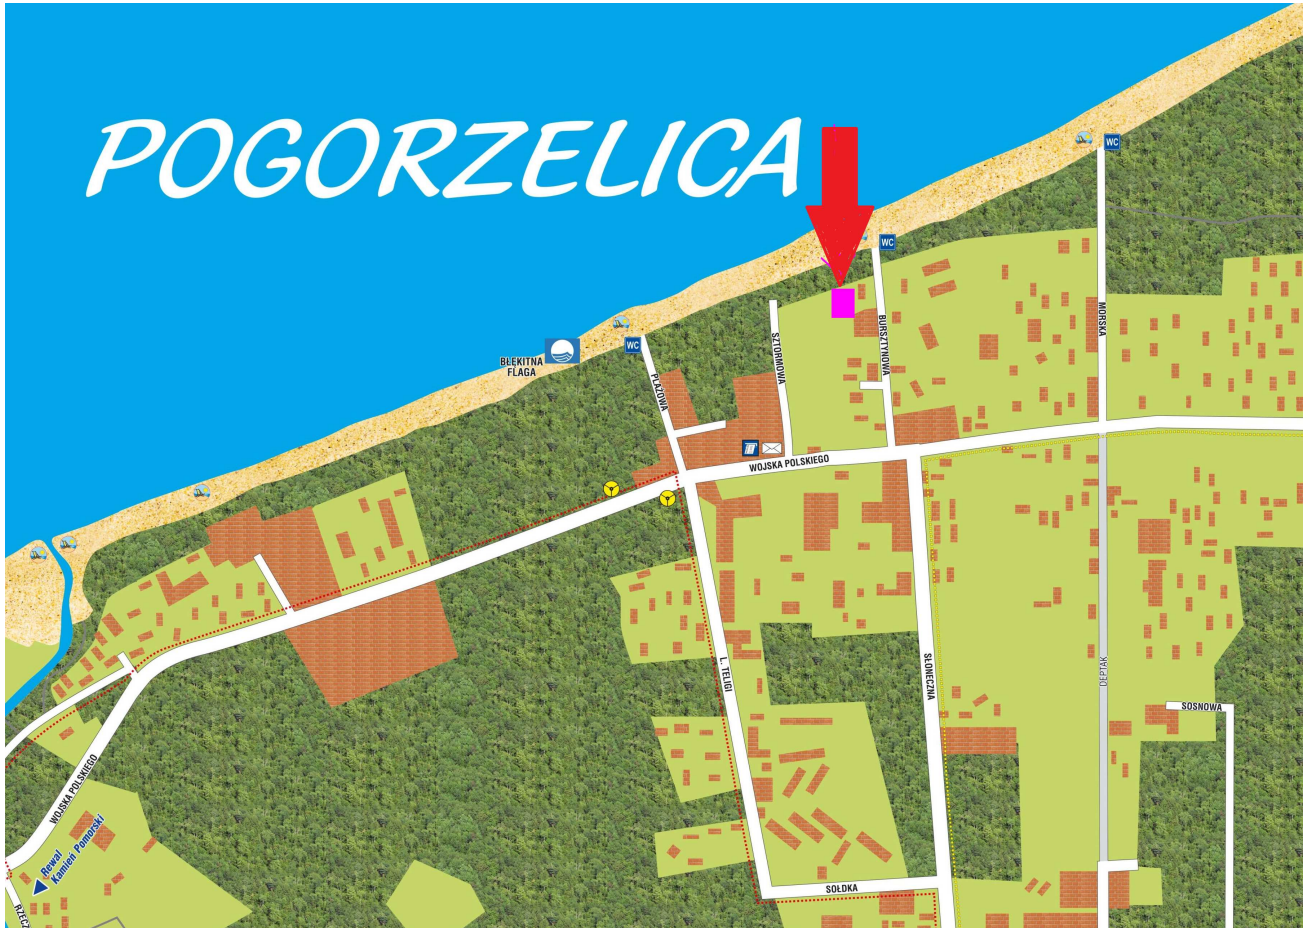 POGORZELICA
WC
WC
MORSKA
BURSZTYNOWA
SZTORMOWA
WC
BŁĘKITNA
FLAGA
PLAŻOWA
WOJSKA POLSKIEGO
L. TELIGI
SŁONECZNA
DEPTAK
SOSNOWA
WOJSKA POLSKIEGO
Rewal
Kamień Pomorski
SOŁDKA
RZECZ